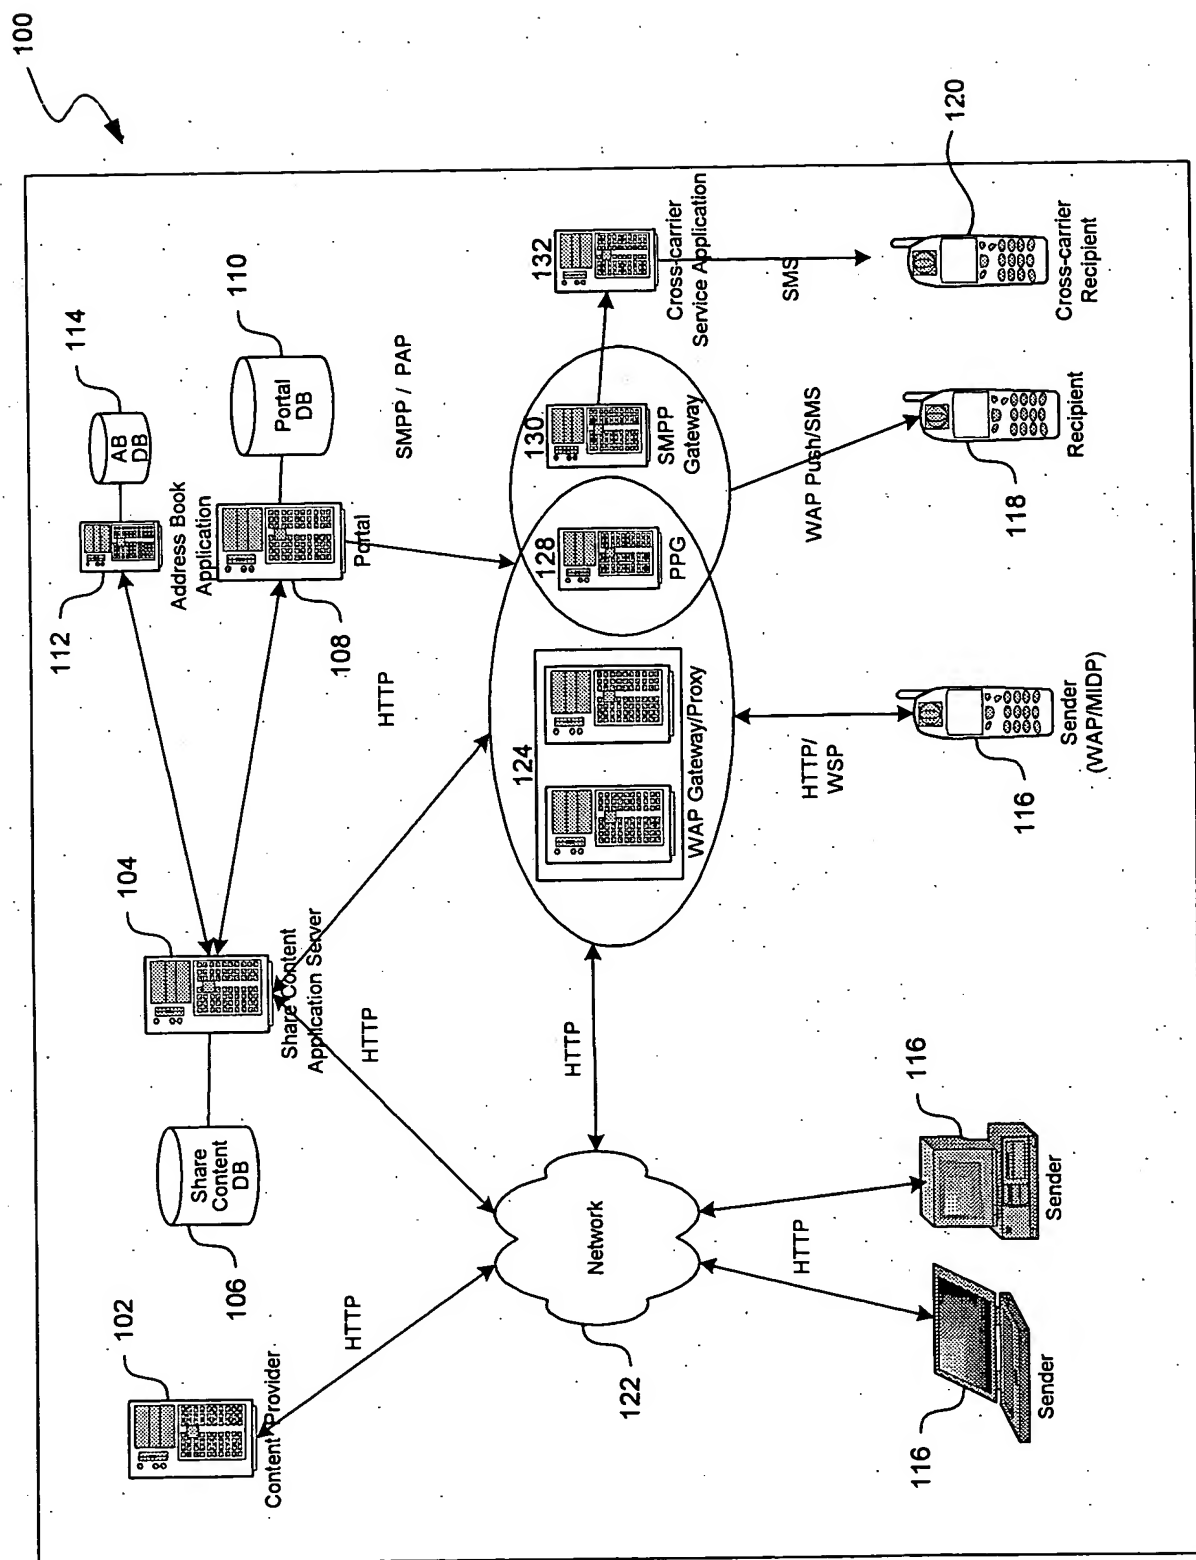 100
102
Content Provider
HTTP
106
Share
Content
DB
104
Share Content
Application Server
HTTP
HTTP
112
114
AB
DB
Address Book
Application
110
Portal
DB
108
Portal
SMPP / PAP
122
Network
HTTP
124
WAP Gateway/Proxy
128
PPG
130
SMPP
Gateway
132
Cross-carrier
Service Application
116
Sender
HTTP
116
Sender
HTTP/
WSP
116
Sender
(WAP/MIDP)
WAP Push/SMS
118
Recipient
SMS
120
Cross-carrier
Recipient